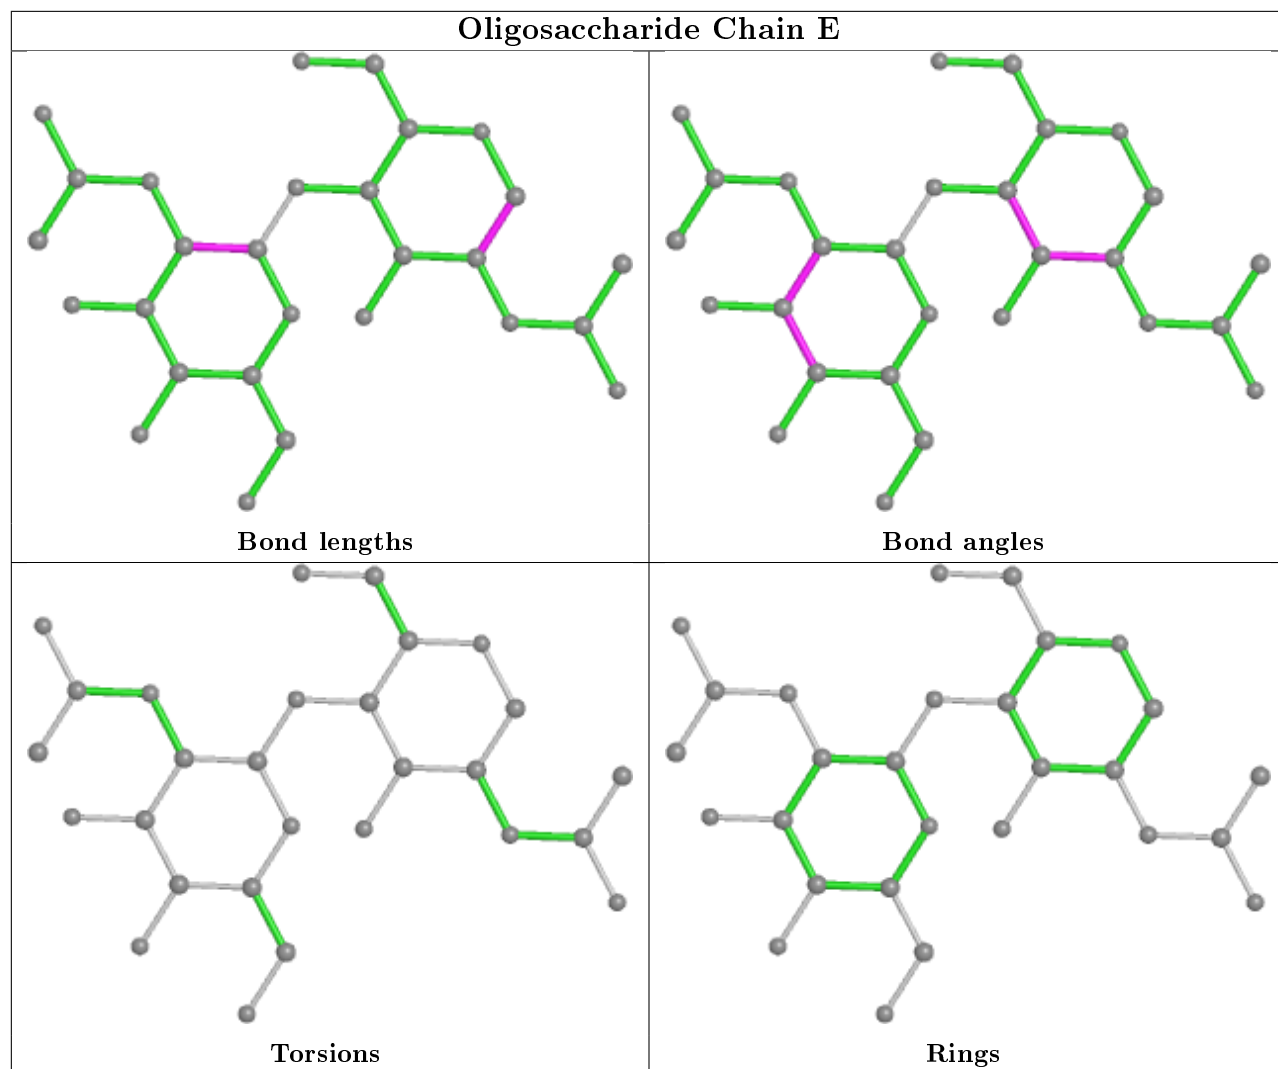 Oligosaccharide Chain E
Bond lengths
Bond angles
Torsions
Rings